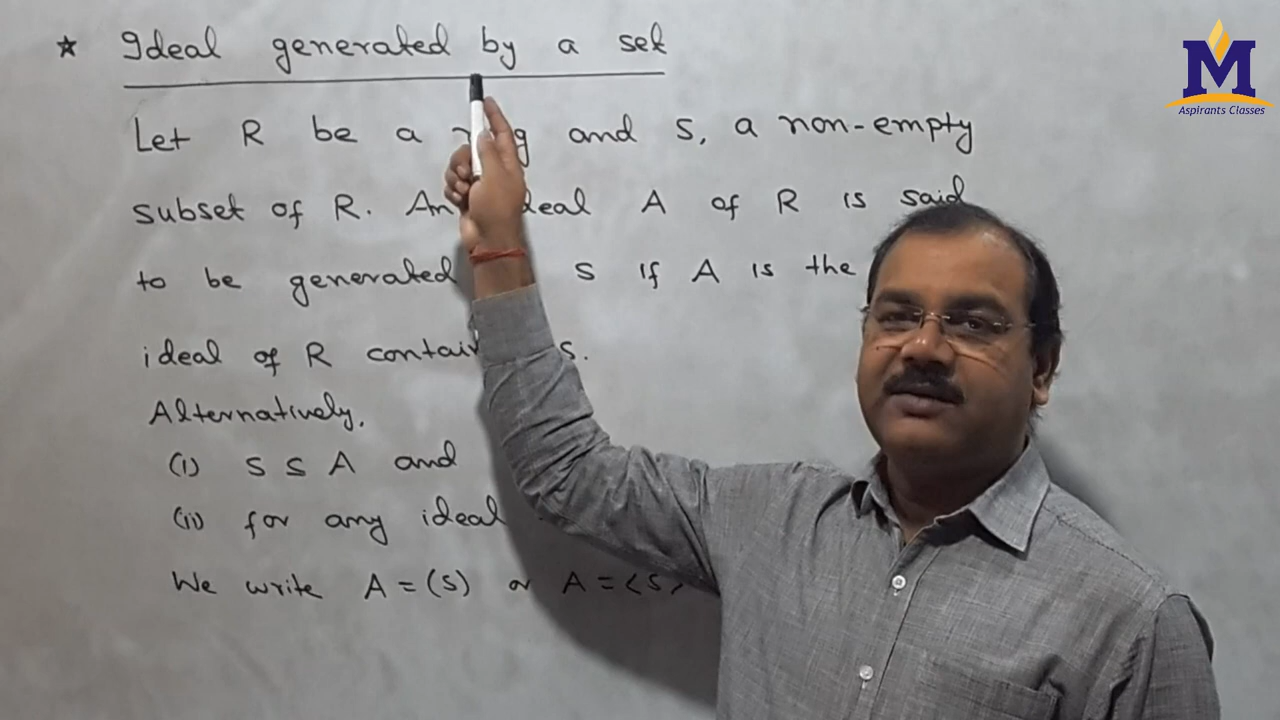 ★ Ideal generated by a set
Let R be a and S, a non-empty
subset of R. An ideal A of R is said
to be generated S if A is the
ideal of R S.
Alternatively,
(i) S ⊆ A and
(ii) for any ideal
We write A = (S) or A = <S>
M
Aspirants Classes